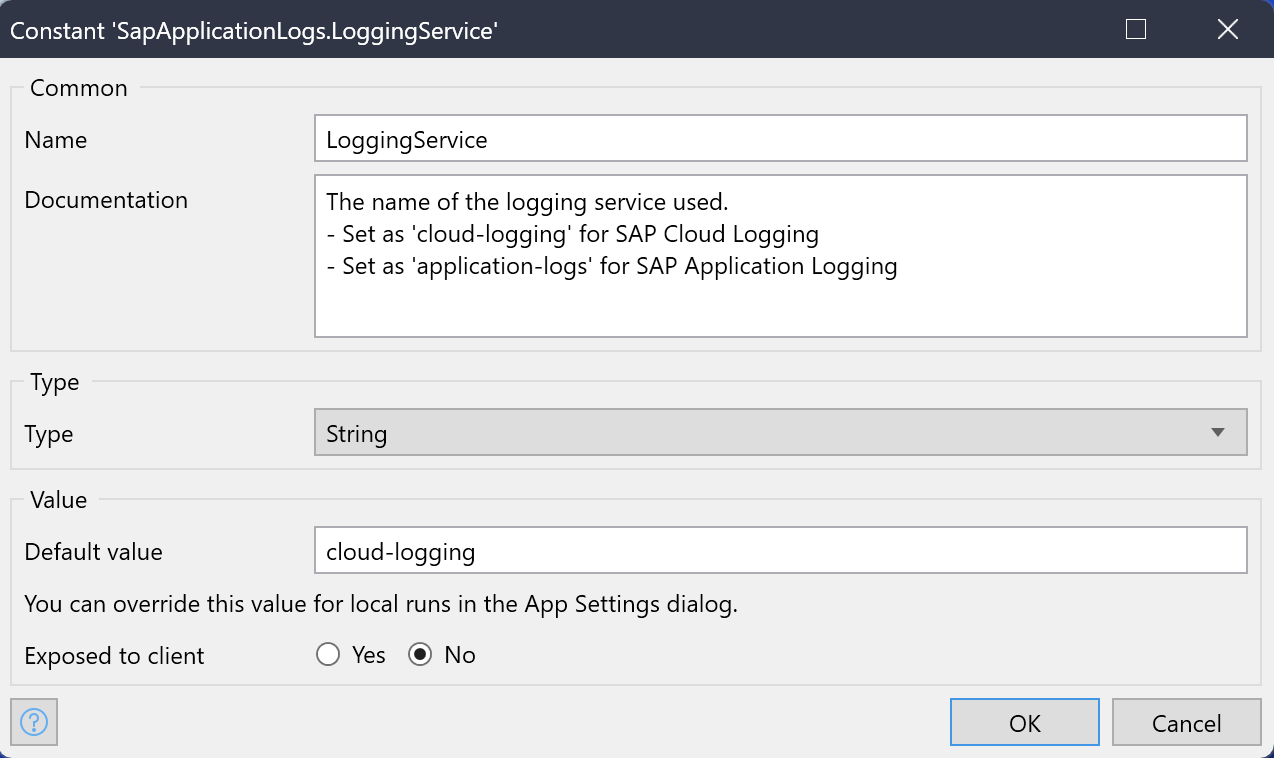 Constant 'SapApplicationLogs.LoggingService'
Common
Name
LoggingService
Documentation
The name of the logging service used.
- Set as 'cloud-logging' for SAP Cloud Logging
- Set as 'application-logs' for SAP Application Logging
Type
Type
String
Value
Default value
cloud-logging
You can override this value for local runs in the App Settings dialog.
Exposed to client
Yes
No
?
OK
Cancel